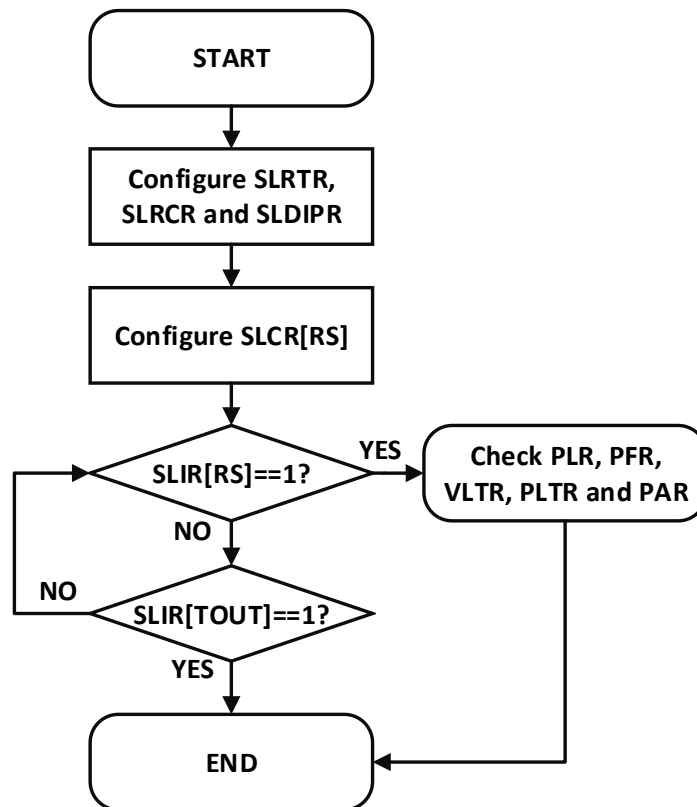 START
Configure SLRTR,
SLRCR and SLDIPR
Configure SLCR[RS]
SLIR[RS]==1?
YES
Check PLR, PFR,
VLTR, PLTR and PAR
NO
NO
SLIR[TOUT]==1?
YES
END